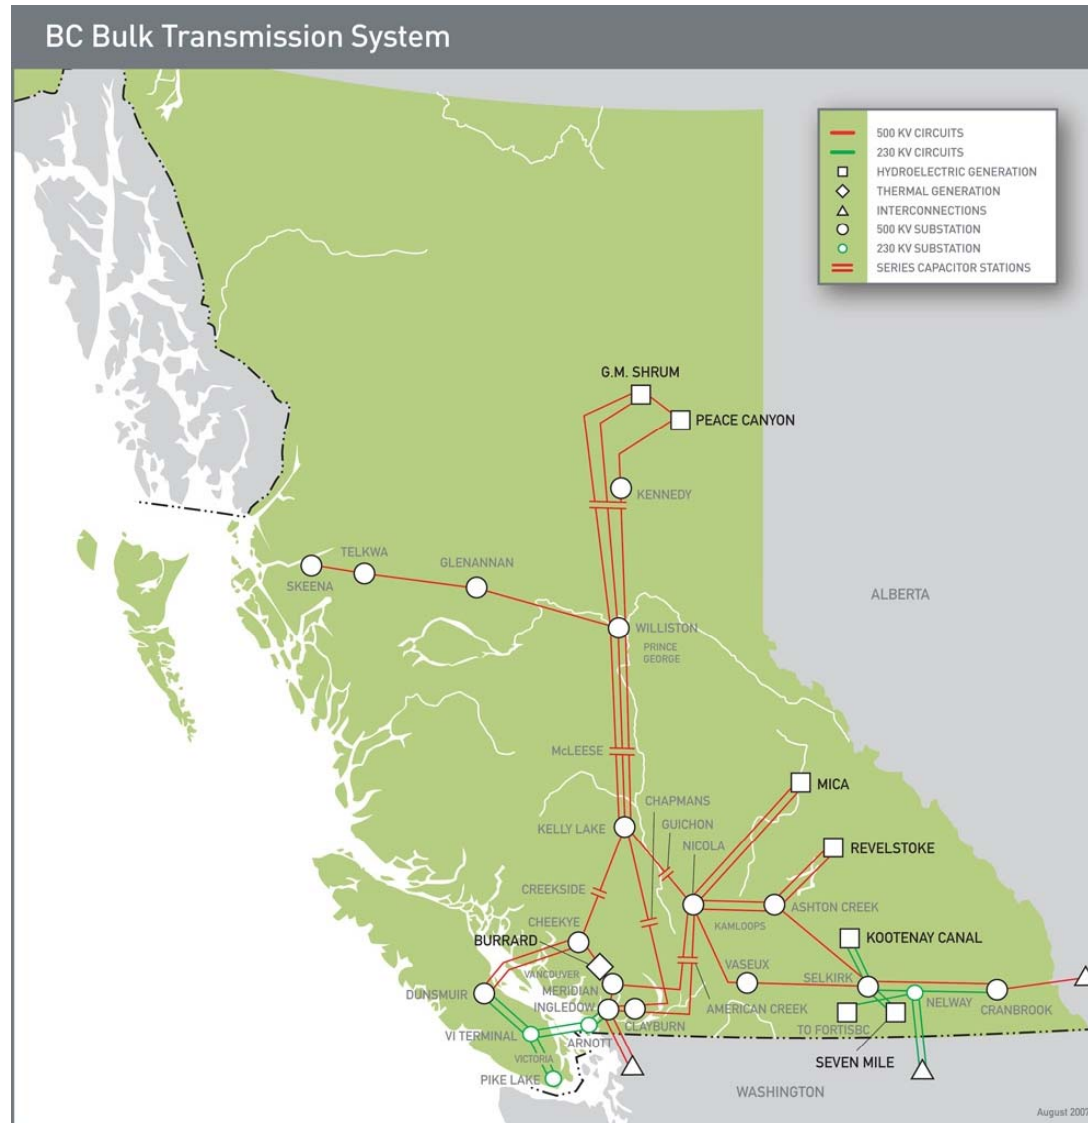 BC Bulk Transmission System
500 KV CIRCUITS
230 KV CIRCUITS
HYDROELECTRIC GENERATION
THERMAL GENERATION
INTERCONNECTIONS
500 KV SUBSTATION
230 KV SUBSTATION
SERIES CAPACITOR STATIONS
G.M. SHRUM
PEACE CANYON
KENNEDY
TELKWA
GLENANNAN
SKEENA
ALBERTA
WILLISTON
PRINCE
GEORGE
McLEESE
MICA
CHAPMANS
KELLY LAKE
GUICHON
NICOLA
REVELSTOKE
CREEKSIDE
ASHTON CREEK
CHEEKYE
KAMLOOPS
BURRARD
KOOTENAY CANAL
VASEUX
VANCOUVER
SELKIRK
MERIDIAN
DUNSMUIR
INGLEDOW
AMERICAN CREEK
NELWAY
CRANBROOK
CLAYBURN
VI TERMINAL
ARNOTT
TO FORTISBC
VICTORIA
SEVEN MILE
PIKE LAKE
WASHINGTON
August 2007